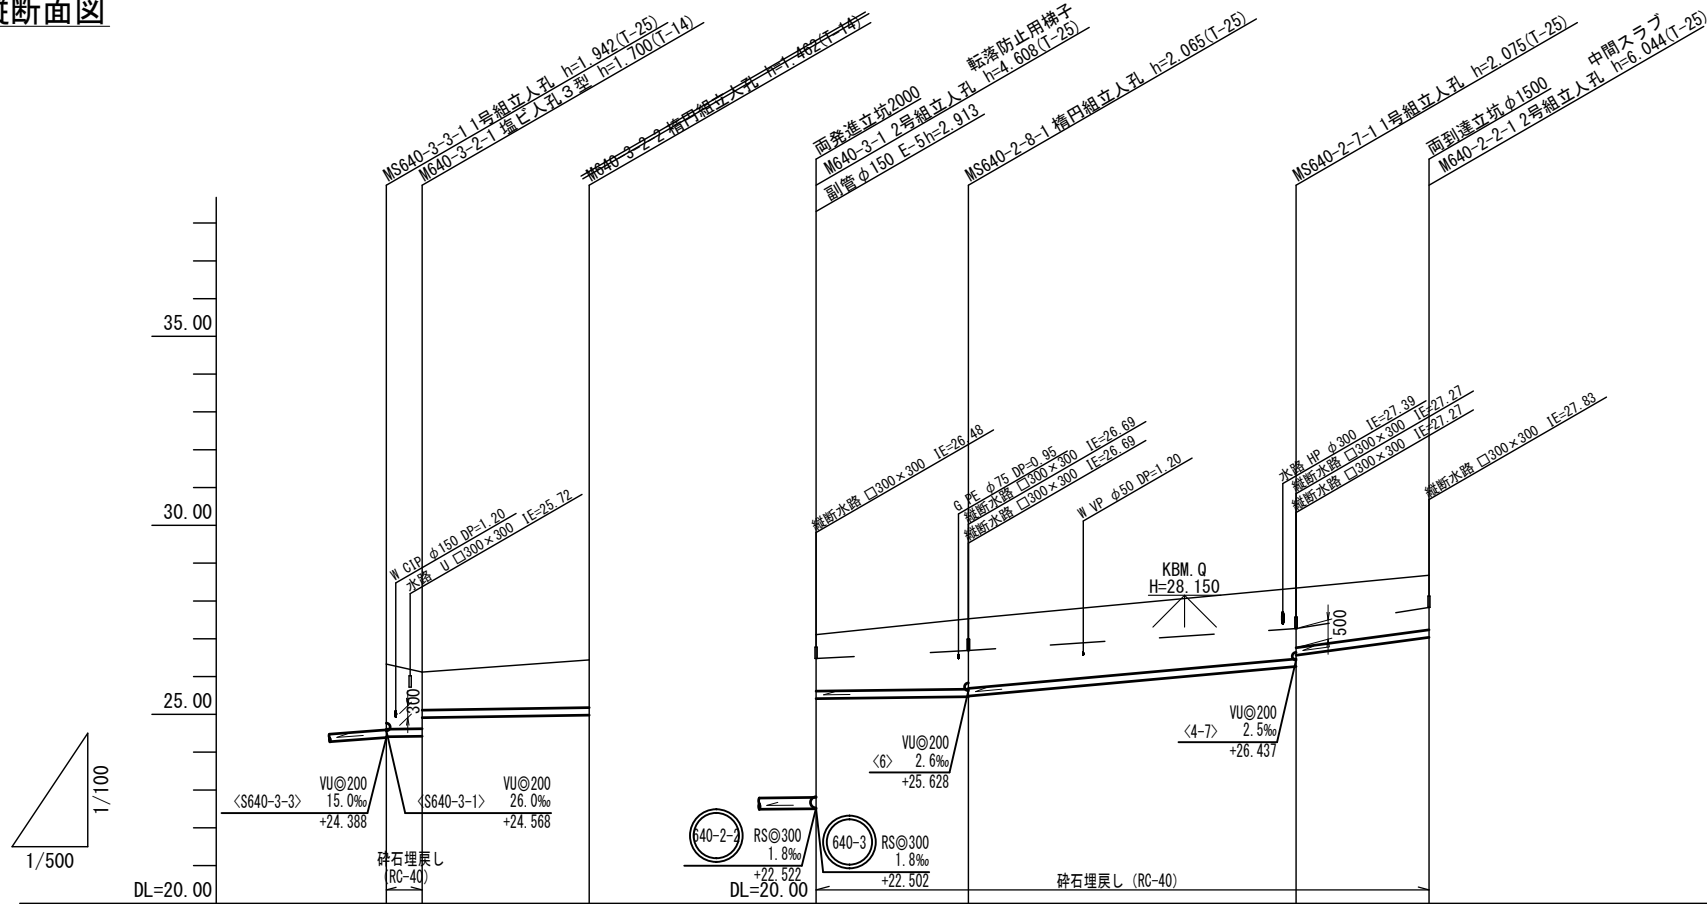 縦断面図
MS640-3-3-1 1号組立人孔 h=1.942(T-25)
M640-3-2-1 塩ビ人孔3型 h=1.700(T-14)
M640-3-2-2 楕円組立人孔 h=1.462(T-14)
両発進立坑2000
転落防止用梯子
M640-3-1 2号組立人孔 h=4.608(T-25)
副管φ150 E-5h=2.913
MS640-2-8-1 楕円組立人孔 h=2.065(T-25)
MS640-2-7-1 1号組立人孔 h=2.075(T-25)
両到達立坑φ1500
中間スラブ
M640-2-2-1 2号組立人孔 h=6.044(T-25)
35.00
30.00
25.00
DL=20.00
W CIP φ150 DP=1.20
水路 U □300×300 IE=25.72
縦断水路 □300×300 IE=26.48
G PE φ75 DP=0.95
縦断水路 □300×300 IE=26.69
縦断水路 □300×300 IE=26.69
W VP φ50 DP=1.20
水路 HP φ300 IE=27.39
縦断水路 □300×300 IE=27.27
縦断水路 □300×300 IE=27.27
縦断水路 □300×300 IE=27.83
KBM.Q
H=28.150
500
300
〈S640-3-3〉 VU◎200
15.0‰
+24.388
〈S640-3-1〉 VU◎200
26.0‰
+24.568
640-2-2 RS◎300
1.8‰
+22.522
640-3 RS◎300
1.8‰
+22.502
〈6〉 VU◎200
2.6‰
+25.628
〈4-7〉 VU◎200
2.5‰
+26.437
1/100
1/500
砕石埋戻し
(RC-40)
DL=20.00
砕石埋戻し (RC-40)